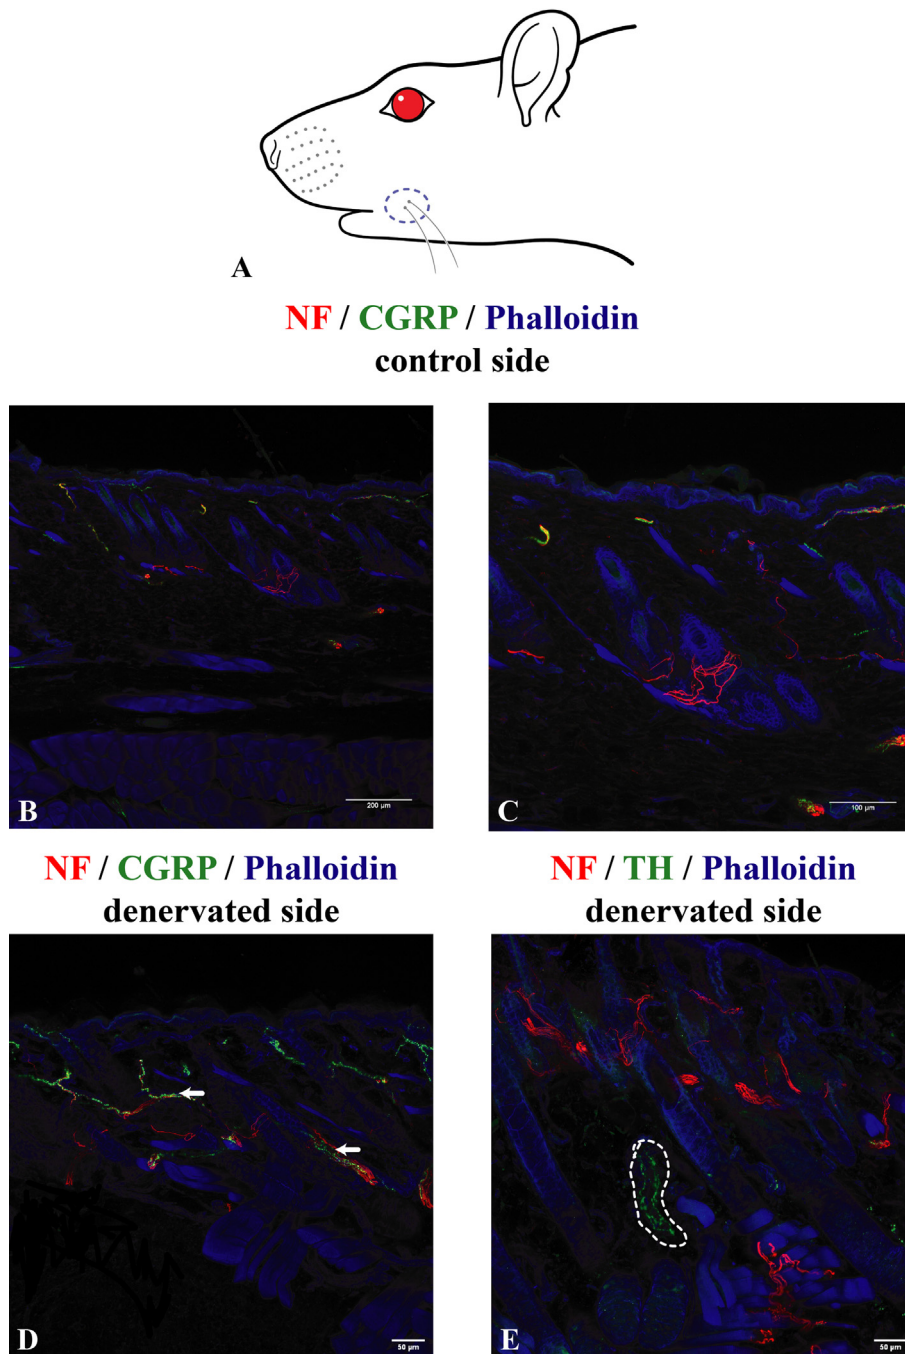 A
NF / CGRP / Phalloidin
control side
B
200 µm
C
100 µm
NF / CGRP / Phalloidin
denervated side
NF / TH / Phalloidin
denervated side
D
50 µm
E
50 µm